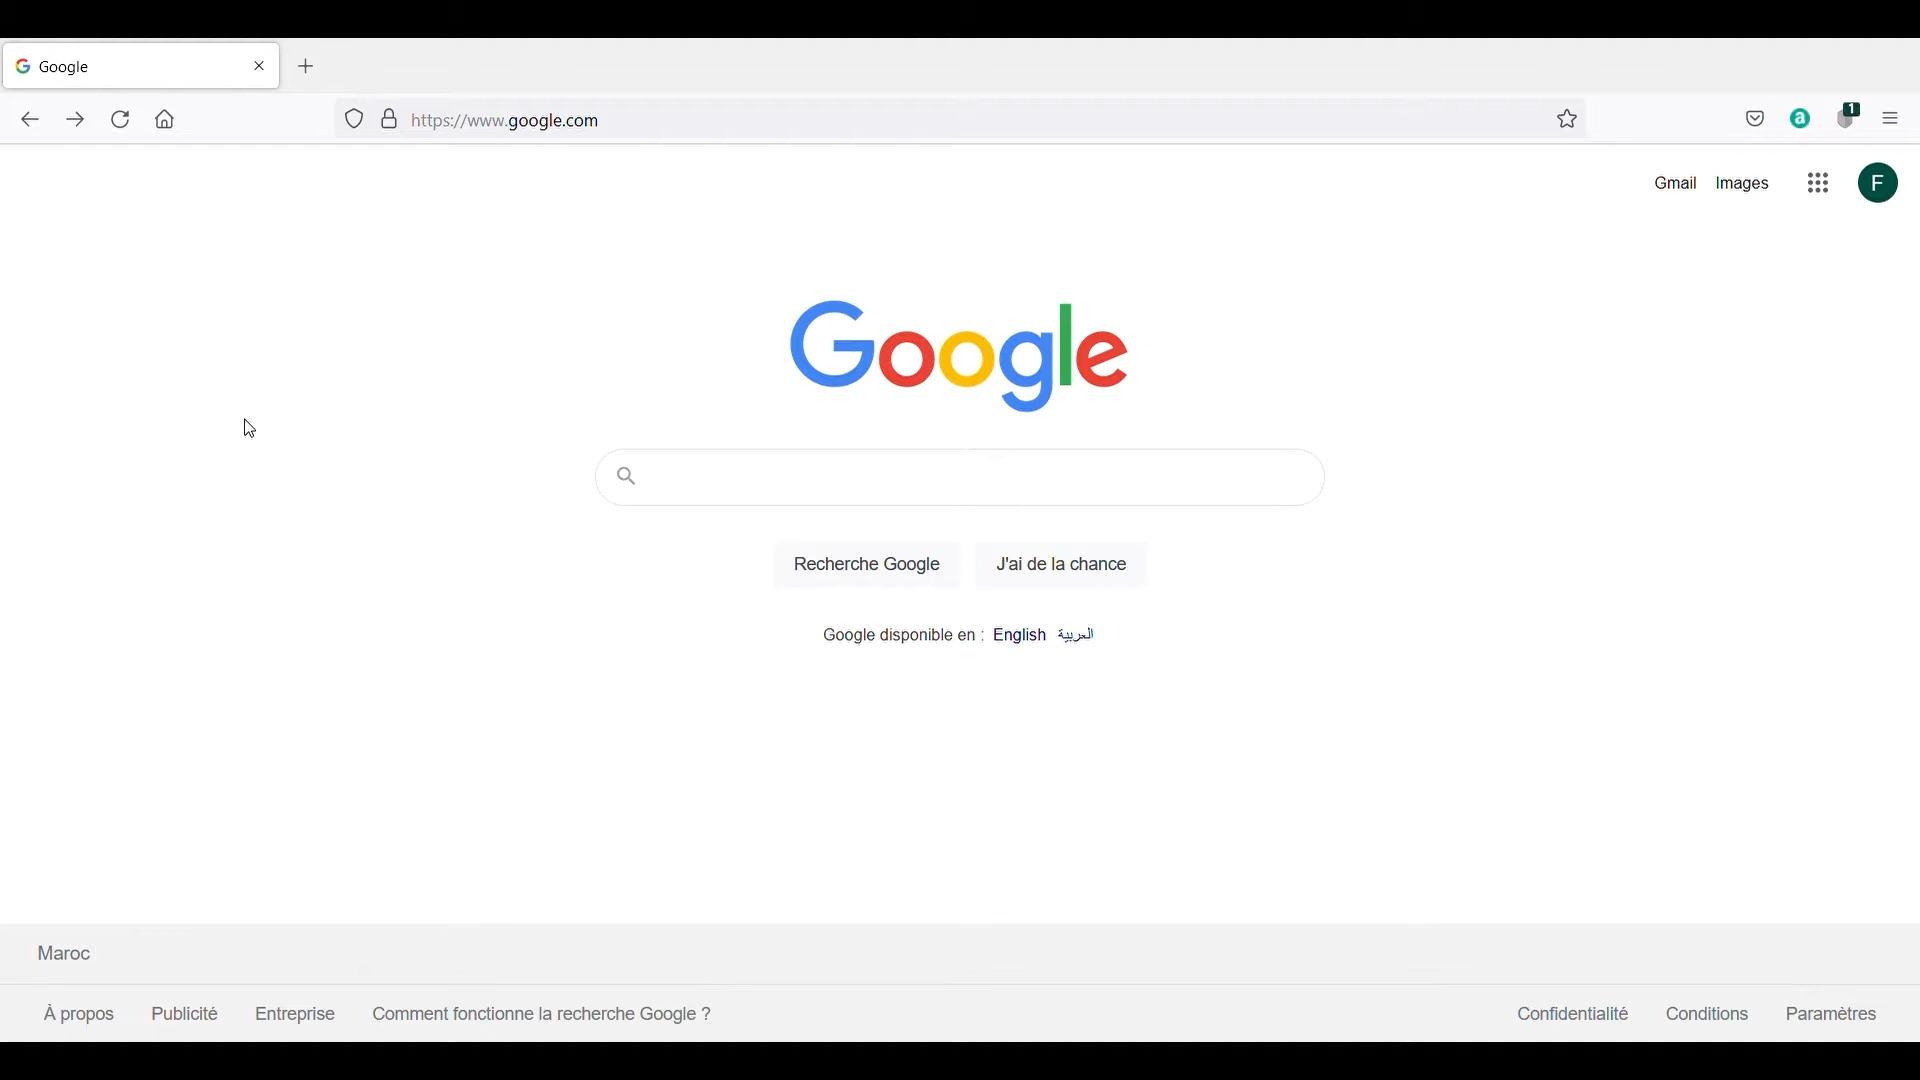 Google
https://www.google.com
a
1
Gmail Images
F
Google
Recherche Google J'ai de la chance
Google disponible en : English العربية
Maroc
À propos Publicité Entreprise Comment fonctionne la recherche Google ? Confidentialité Conditions Paramètres